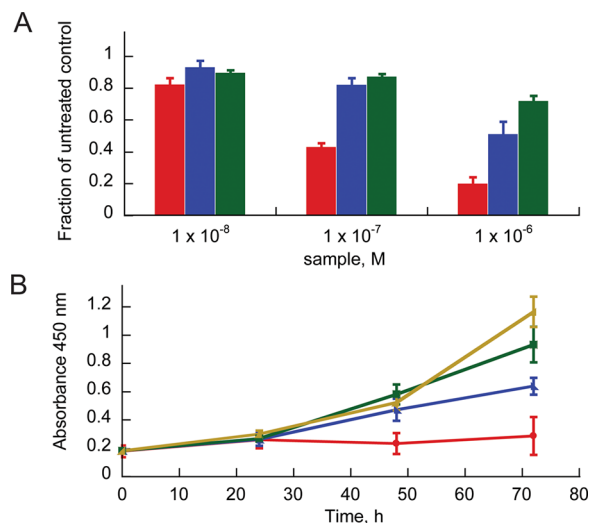 A
Fraction of untreated control
1
0.8
0.6
0.4
0.2
0
1 x 10⁻⁸ 1 x 10⁻⁷ 1 x 10⁻⁶
sample, M
B
Absorbance 450 nm
1.2
1
0.8
0.6
0.4
0.2
0
0 10 20 30 40 50 60 70 80
Time, h